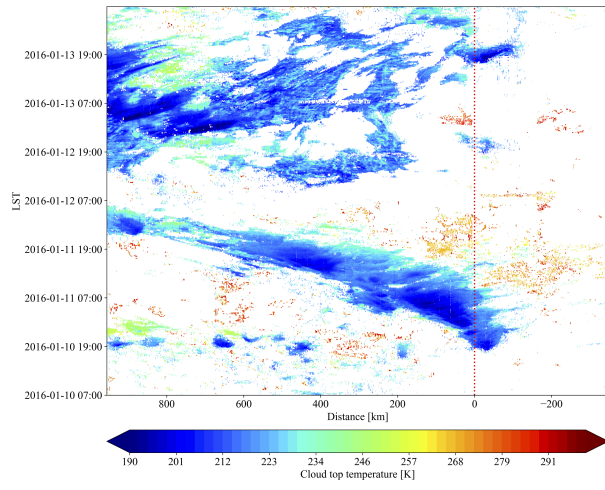 2016-01-13 19:00
2016-01-13 07:00
2016-01-12 19:00
2016-01-12 07:00
2016-01-11 19:00
2016-01-11 07:00
2016-01-10 19:00
2016-01-10 07:00
LST
800 600 400 200 0 −200
Distance [km]
190 201 212 223 234 245 257 268 279 291
Cloud top temperature [K]